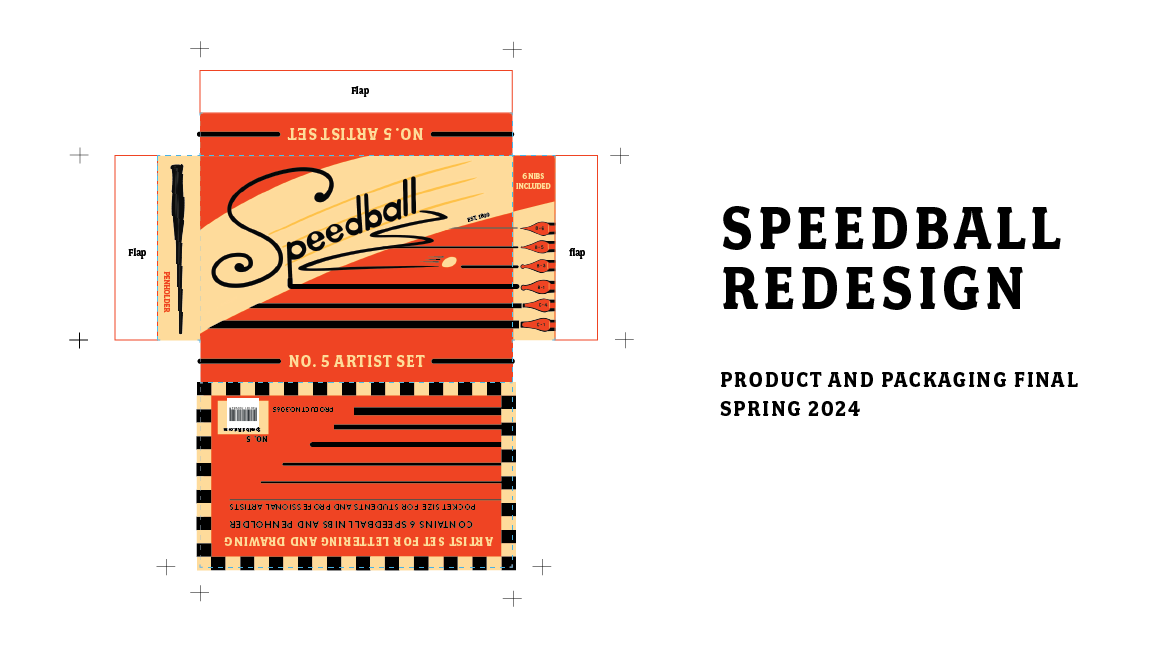 Flap
NO. 5 ARTIST SET
6 NIBS
INCLUDED
Speedball
EST. 1899
Flap
PENHOLDER
flap
C-1
NO. 5 ARTIST SET
PRODUCT NO.3065
NO. 5
POCKET SIZE FOR STUDENTS AND PROFESSIONAL ARTISTS
CONTAINS 6 SPEEDBALL NIBS AND PENHOLDER
ARTIST SET FOR LETTERING AND DRAWING
SPEEDBALL
REDESIGN
PRODUCT AND PACKAGING FINAL
SPRING 2024